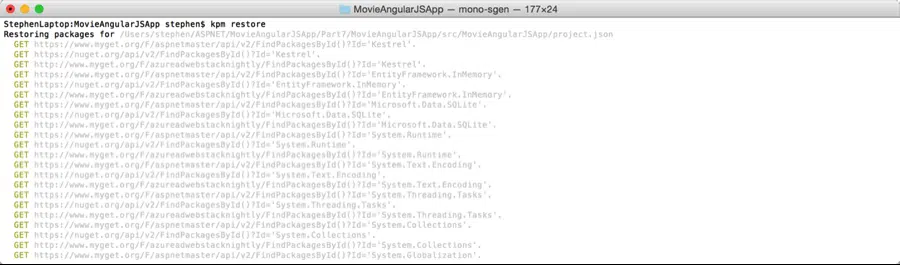 MovieAngularJSApp — mono-sgen — 177×24
StephenLaptop:MovieAngularJSApp stephen$ kpm restore
Restoring packages for /Users/stephen/ASPNET/MovieAngularJSApp/Part7/MovieAngularJSApp/src/MovieAngularJSApp/project.json
GET https://www.myget.org/F/aspnetmaster/api/v2/FindPackagesById()?Id='Kestrel'.
GET https://nuget.org/api/v2/FindPackagesById()?Id='Kestrel'.
GET http://www.myget.org/F/azureadwebstacknightly/FindPackagesById()?Id='Kestrel'.
GET https://www.myget.org/F/aspnetmaster/api/v2/FindPackagesById()?Id='EntityFramework.InMemory'.
GET https://nuget.org/api/v2/FindPackagesById()?Id='EntityFramework.InMemory'.
GET http://www.myget.org/F/azureadwebstacknightly/FindPackagesById()?Id='EntityFramework.InMemory'.
GET https://www.myget.org/F/aspnetmaster/api/v2/FindPackagesById()?Id='Microsoft.Data.SQLite'.
GET https://nuget.org/api/v2/FindPackagesById()?Id='Microsoft.Data.SQLite'.
GET http://www.myget.org/F/azureadwebstacknightly/FindPackagesById()?Id='Microsoft.Data.SQLite'.
GET https://www.myget.org/F/aspnetmaster/api/v2/FindPackagesById()?Id='System.Runtime'.
GET https://nuget.org/api/v2/FindPackagesById()?Id='System.Runtime'.
GET http://www.myget.org/F/azureadwebstacknightly/FindPackagesById()?Id='System.Runtime'.
GET https://www.myget.org/F/aspnetmaster/api/v2/FindPackagesById()?Id='System.Text.Encoding'.
GET https://nuget.org/api/v2/FindPackagesById()?Id='System.Text.Encoding'.
GET http://www.myget.org/F/azureadwebstacknightly/FindPackagesById()?Id='System.Text.Encoding'.
GET https://www.myget.org/F/aspnetmaster/api/v2/FindPackagesById()?Id='System.Threading.Tasks'.
GET https://nuget.org/api/v2/FindPackagesById()?Id='System.Threading.Tasks'.
GET http://www.myget.org/F/azureadwebstacknightly/FindPackagesById()?Id='System.Threading.Tasks'.
GET https://www.myget.org/F/aspnetmaster/api/v2/FindPackagesById()?Id='System.Collections'.
GET https://nuget.org/api/v2/FindPackagesById()?Id='System.Collections'.
GET http://www.myget.org/F/azureadwebstacknightly/FindPackagesById()?Id='System.Collections'.
GET https://www.myget.org/F/aspnetmaster/api/v2/FindPackagesById()?Id='System.Globalization'.